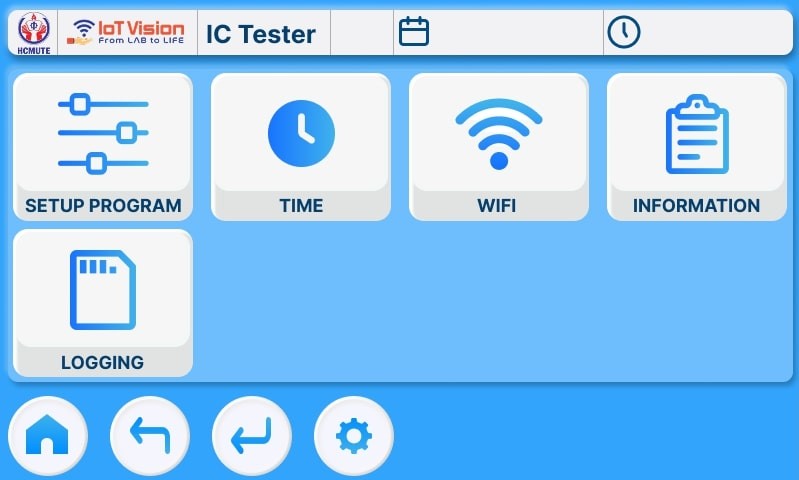 HCMUTE
IoT Vision
From LAB to LIFE
IC Tester
SETUP PROGRAM
TIME
WIFI
INFORMATION
LOGGING